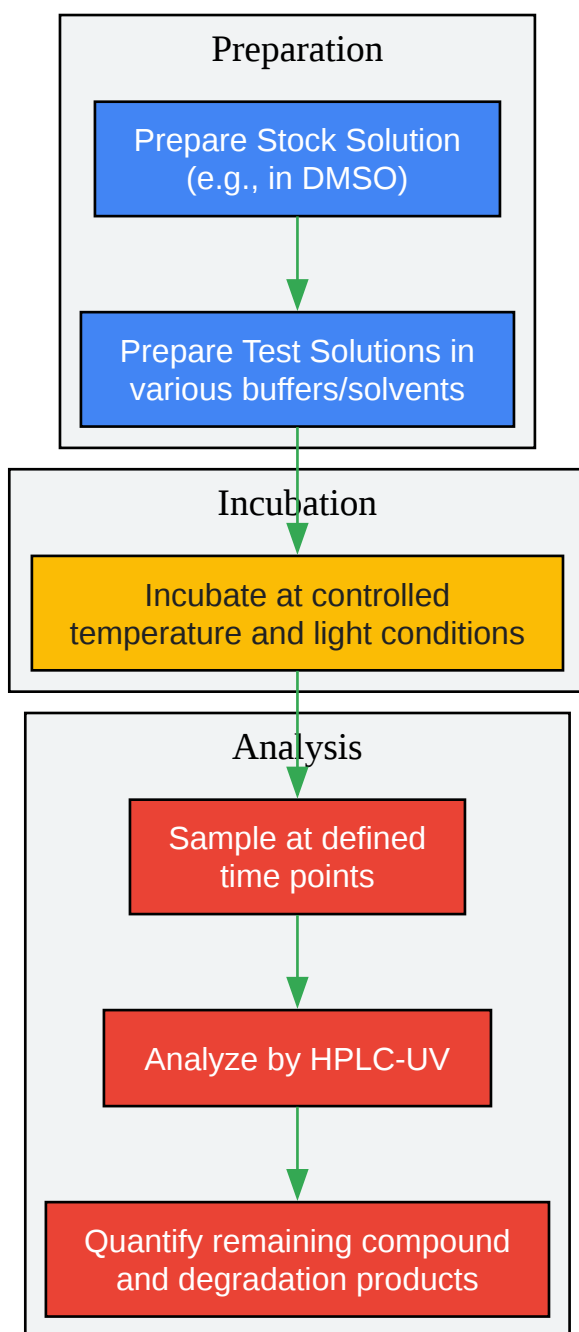 Preparation
Prepare Stock Solution
(e.g., in DMSO)
Prepare Test Solutions in
various buffers/solvents
Incubation
Incubate at controlled
temperature and light conditions
Analysis
Sample at defined
time points
Analyze by HPLC-UV
Quantify remaining compound
and degradation products